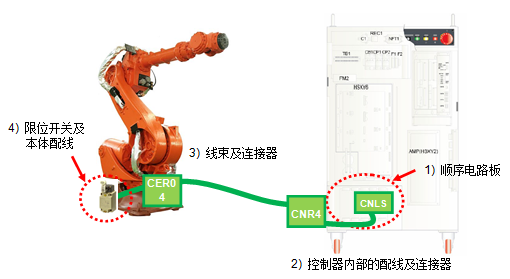 REC1
C1
NFT1
TB1
F1 F2
FM2
4）限位开关及
本体配线
3）线束及连接器
AMP(HSXY2)
1）顺序电路板
CER0
4
CNLS
CNR4
2）控制器内部的配线及连接器